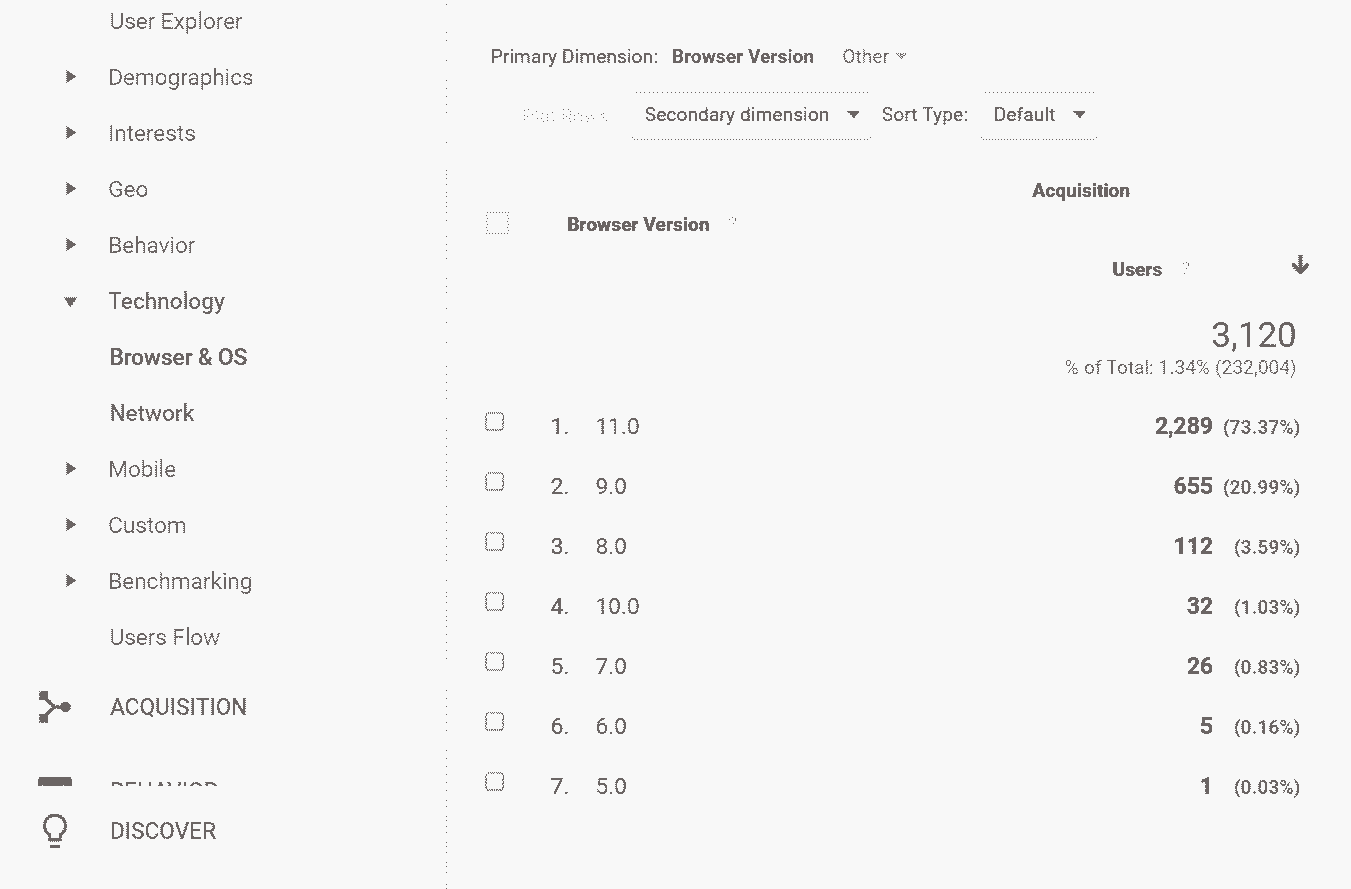 User Explorer
Demographics
Interests
Geo
Behavior
Technology
Browser & OS
Network
Mobile
Custom
Benchmarking
Users Flow
ACQUISITION
BEHAVIOR
DISCOVER
Primary Dimension: Browser Version Other
Plot Rows Secondary dimension Sort Type: Default
Acquisition
Browser Version ?
Users ?
3,120
% of Total: 1.34% (232,004)
1. 11.0 2,289 (73.37%)
2. 9.0 655 (20.99%)
3. 8.0 112 (3.59%)
4. 10.0 32 (1.03%)
5. 7.0 26 (0.83%)
6. 6.0 5 (0.16%)
7. 5.0 1 (0.03%)